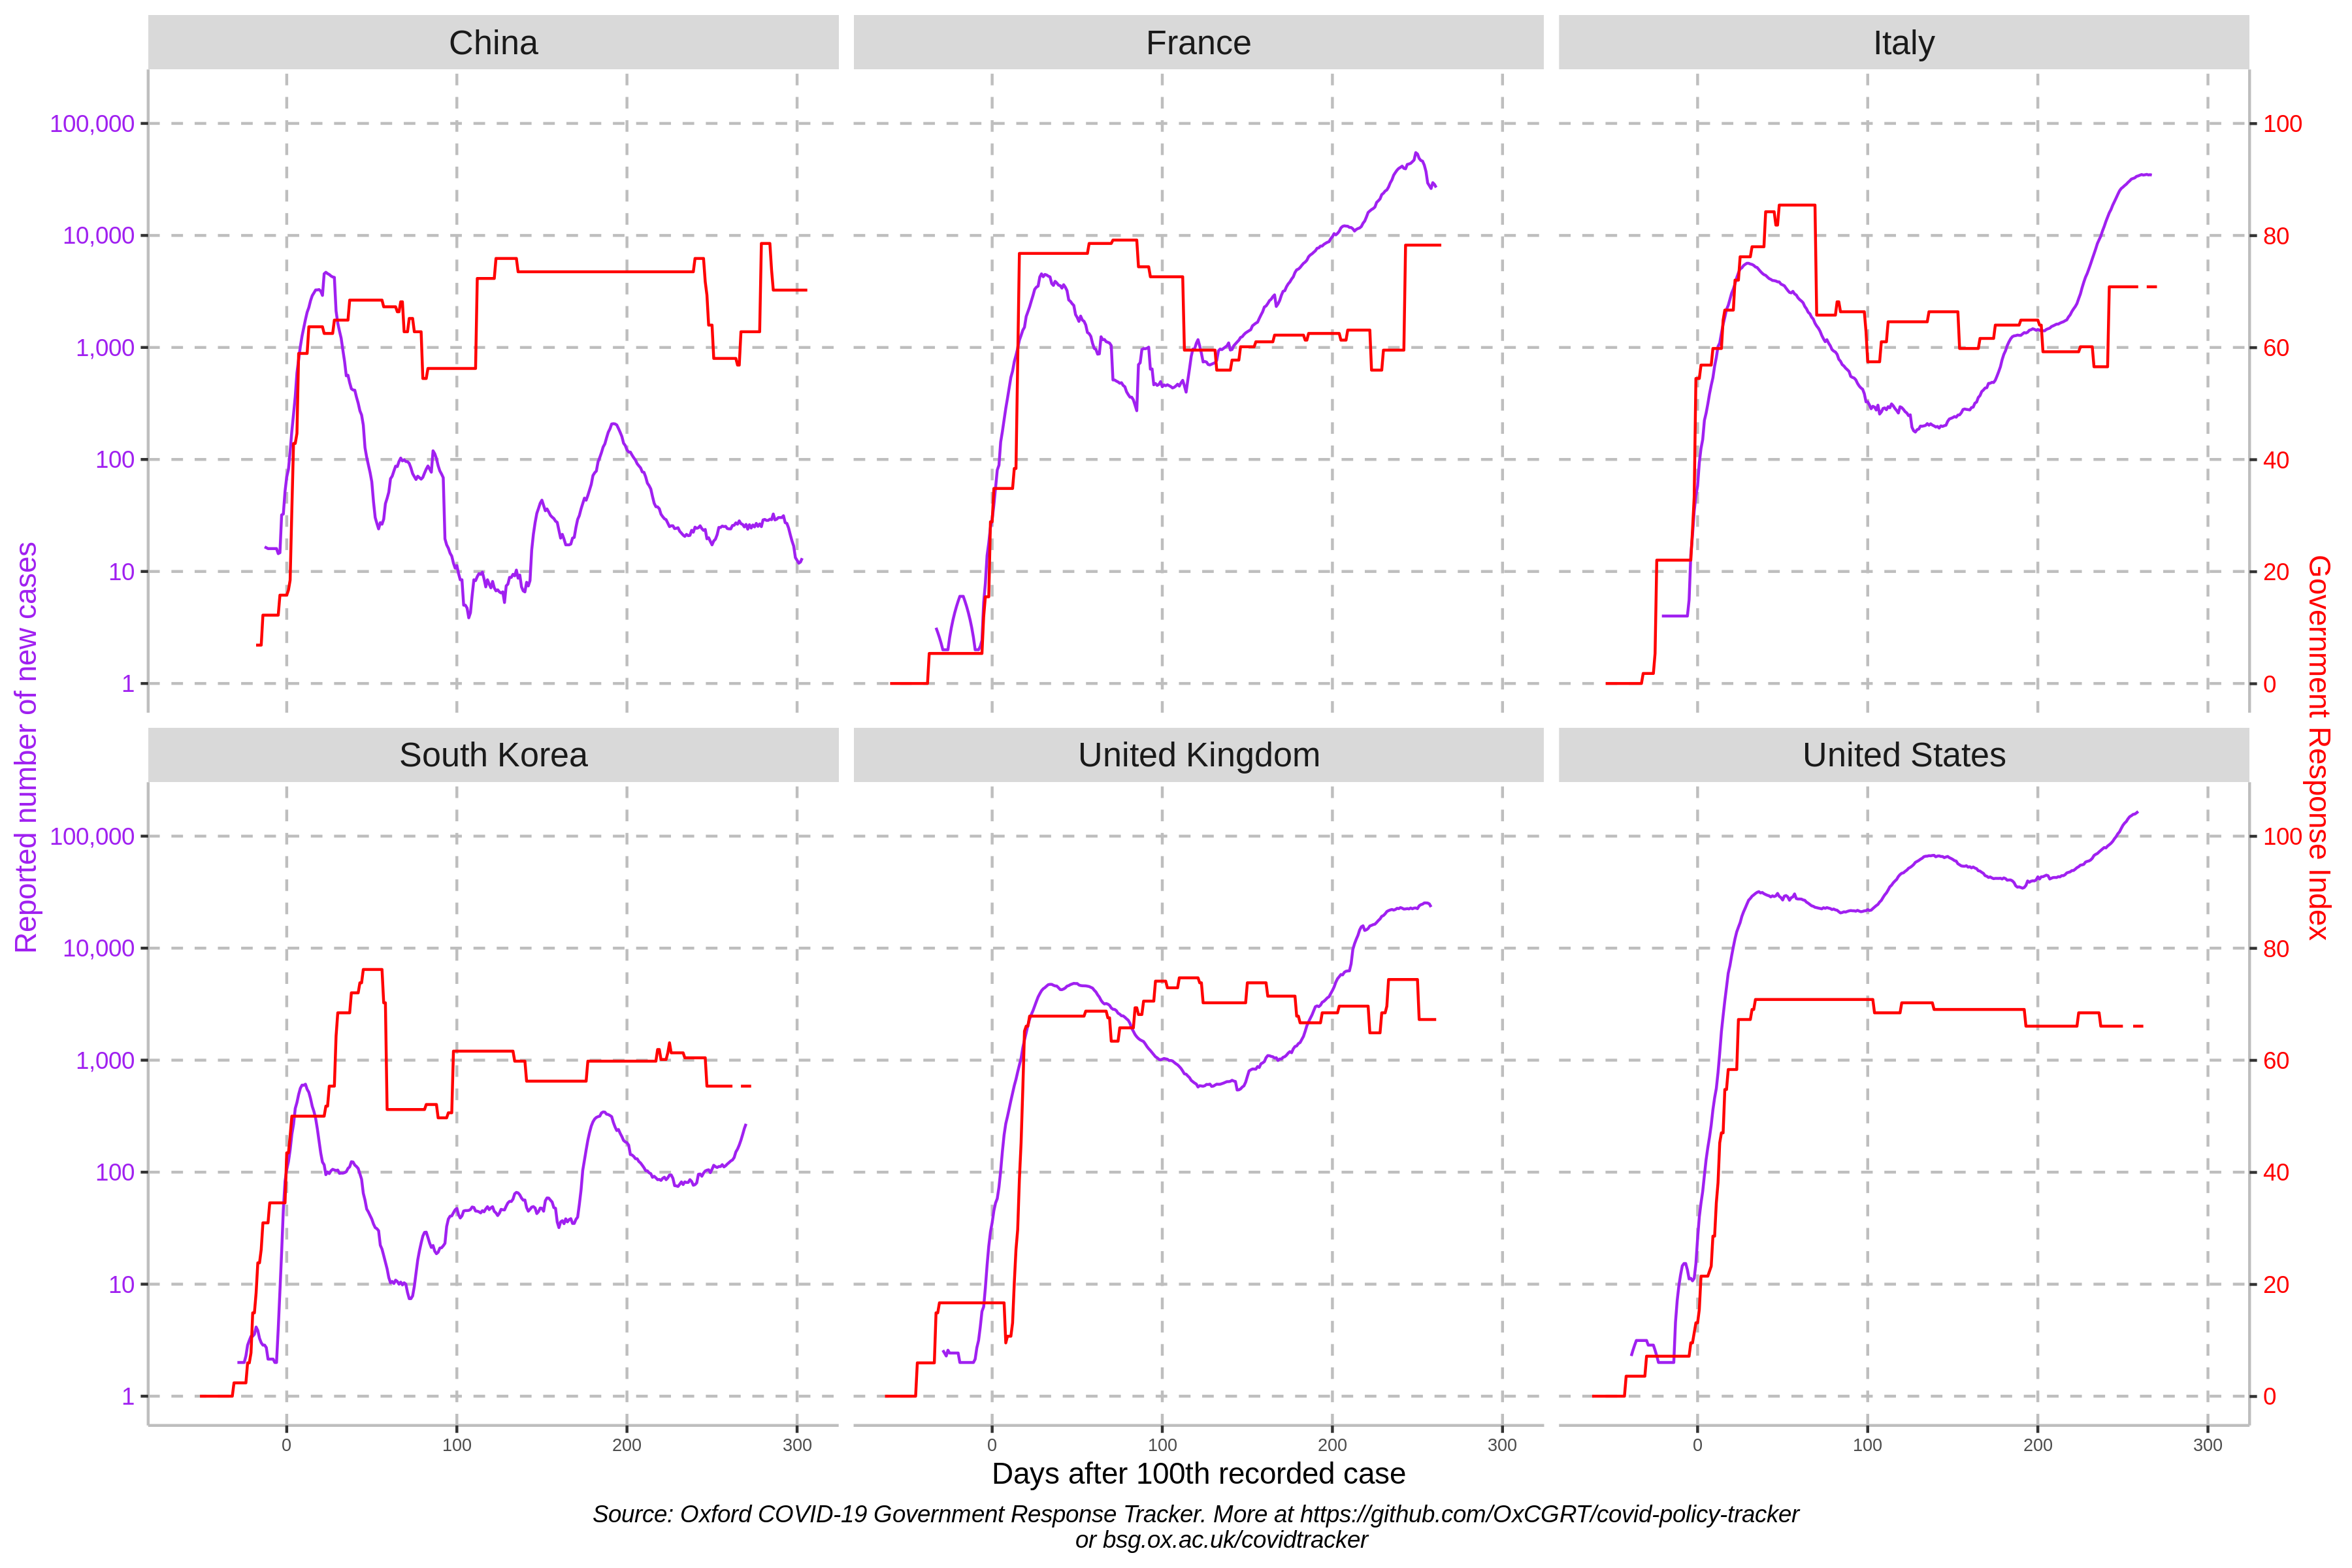 China
France
Italy
100,000
10,000
1,000
100
10
1
100
80
60
40
20
0
Reported number of new cases
Government Response Index
South Korea
United Kingdom
United States
100,000
10,000
1,000
100
10
1
100
80
60
40
20
0
0 100 200 300
0 100 200 300
0 100 200 300
Days after 100th recorded case
Source: Oxford COVID-19 Government Response Tracker. More at https://github.com/OxCGRT/covid-policy-tracker
or bsg.ox.ac.uk/covidtracker